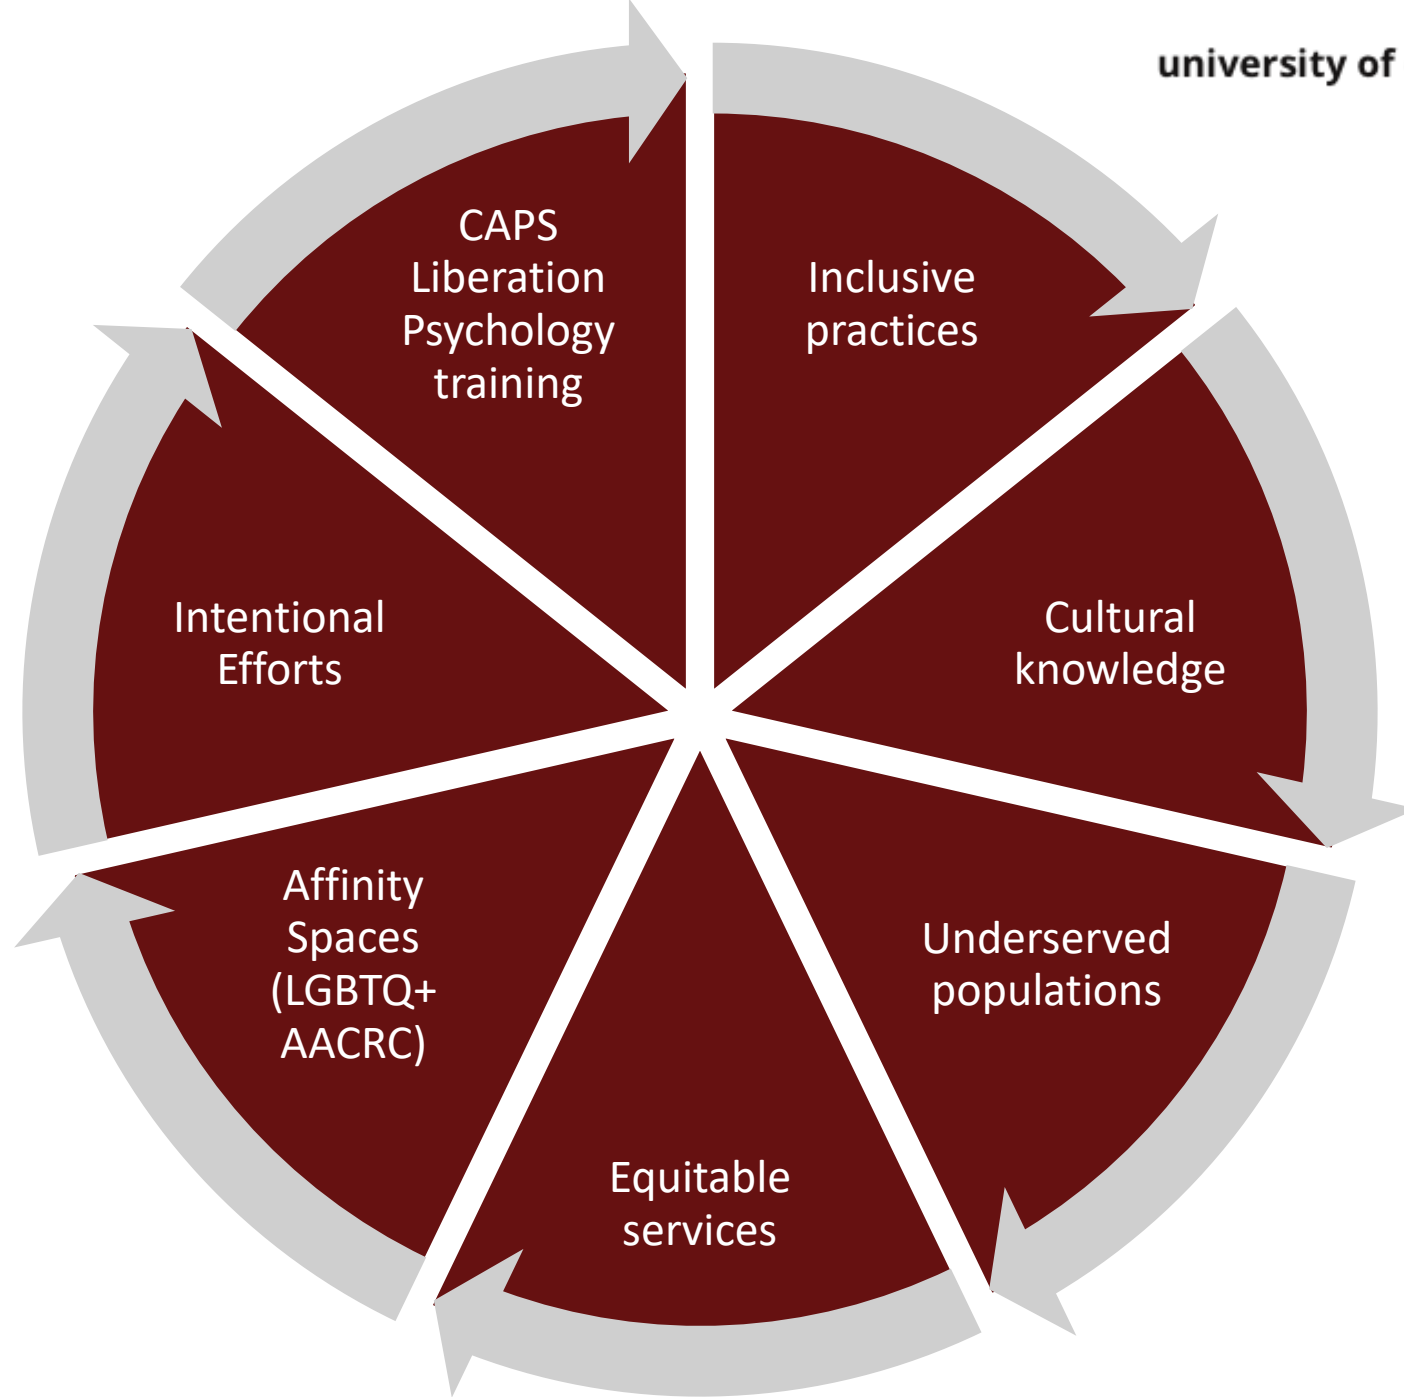 university of
CAPS
Liberation
Psychology
training
Inclusive
practices
Cultural
knowledge
Underserved
populations
Equitable
services
Affinity
Spaces
(LGBTQ+
AACRC)
Intentional
Efforts